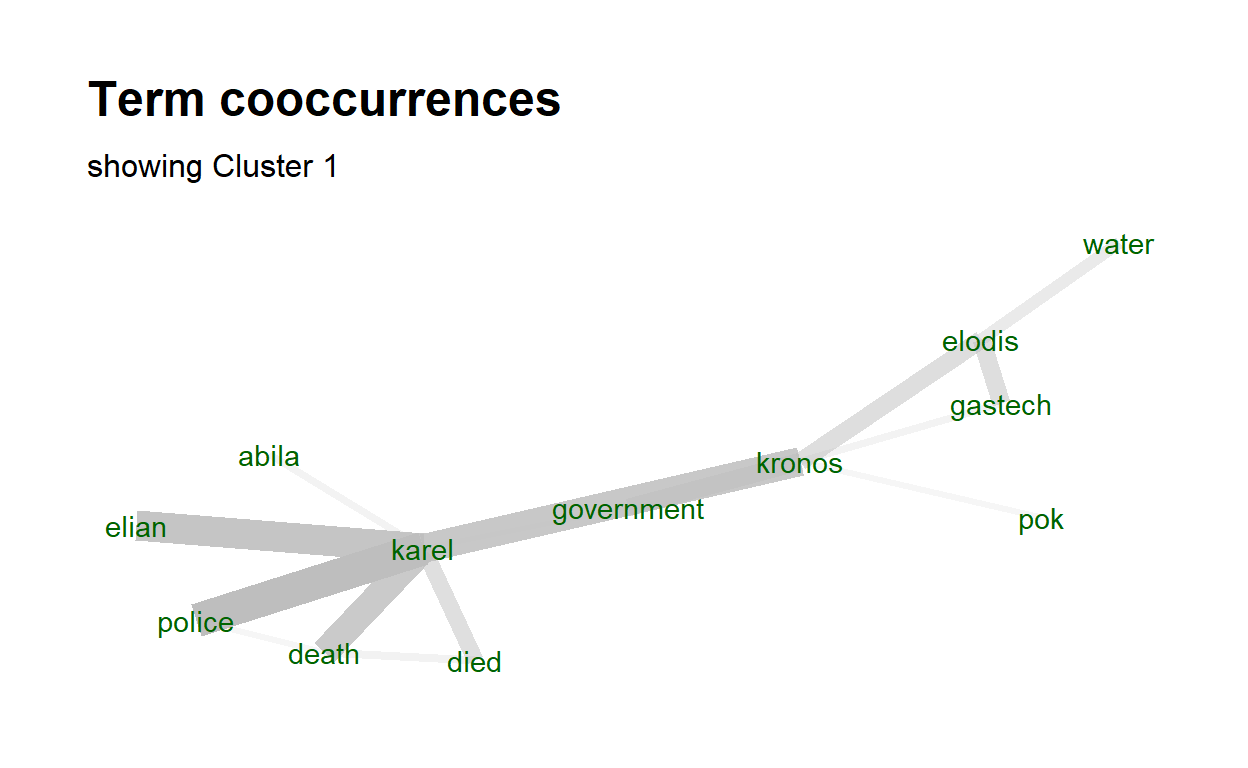 Term cooccurrences
showing Cluster 1
water
elodis
gastech
abila
kronos
government
pok
elian
karel
police
death
died